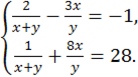 {2/(x+y) − 3x/y = −1,
1/(x+y) + 8x/y = 28.